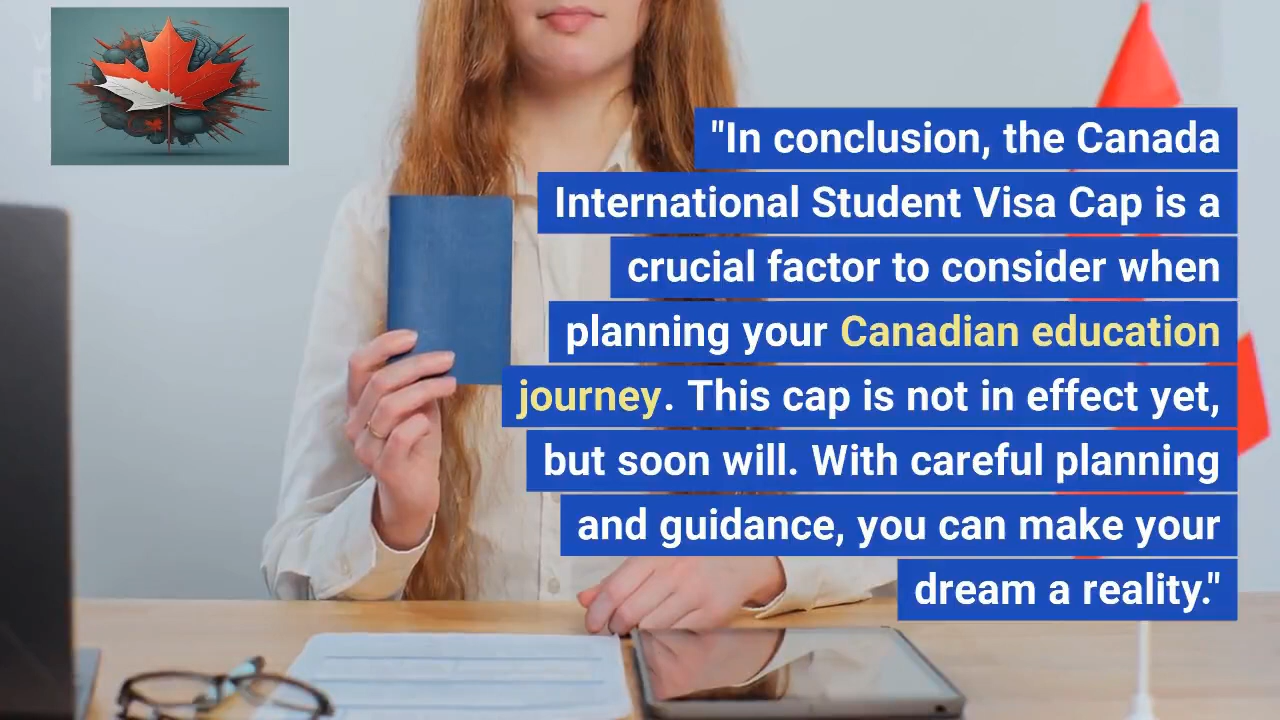 "In conclusion, the Canada
International Student Visa Cap is a
crucial factor to consider when
planning your Canadian education
journey. This cap is not in effect yet,
but soon will. With careful planning
and guidance, you can make your
dream a reality."